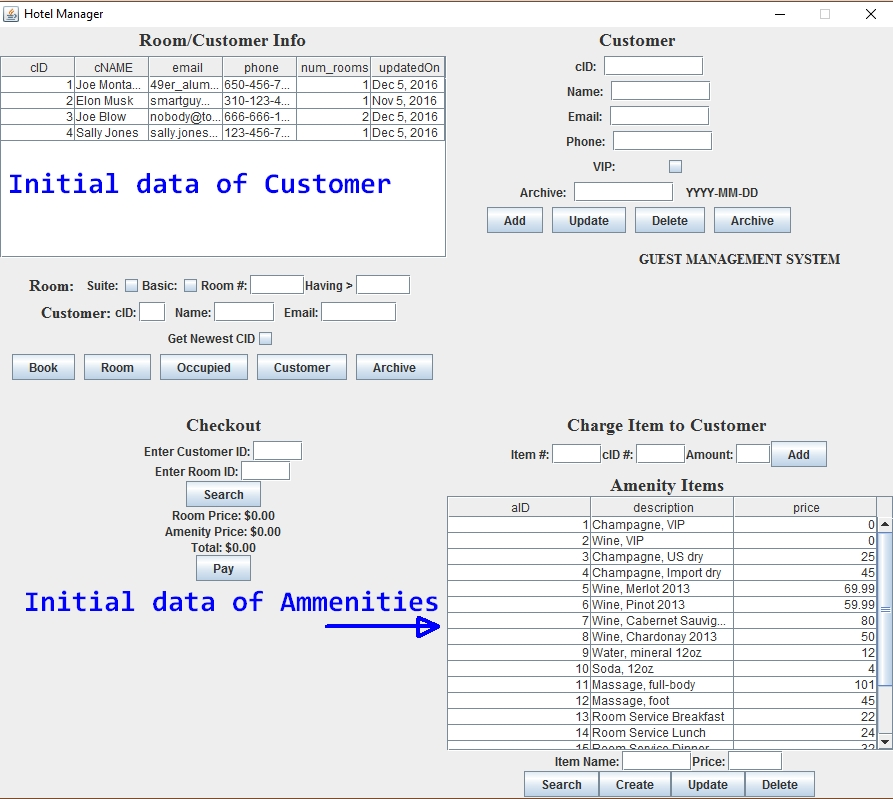 Hotel Manager
Room/Customer Info
cID cNAME email phone num_rooms updatedOn
1 Joe Monta... 49er_alum... 650-456-7... 1 Dec 5, 2016
2 Elon Musk smartguy... 310-123-4... 1 Nov 5, 2016
3 Joe Blow nobody@to... 666-666-1... 2 Dec 5, 2016
4 Sally Jones sally.jones... 123-456-7... 1 Dec 5, 2016
Initial data of Customer
Customer
cID:
Name:
Email:
Phone:
VIP:
Archive: YYYY-MM-DD
Add Update Delete Archive
GUEST MANAGEMENT SYSTEM
Room: Suite: Basic: Room #: Having >
Customer: cID: Name: Email:
Get Newest CID
Book Room Occupied Customer Archive
Checkout
Enter Customer ID:
Enter Room ID:
Search
Room Price: $0.00
Amenity Price: $0.00
Total: $0.00
Pay
Initial data of Ammenities
Charge Item to Customer
Item #: cID #: Amount: Add
Amenity Items
aID description price
1 Champagne, VIP 0
2 Wine, VIP 0
3 Champagne, US dry 25
4 Champagne, Import dry 45
5 Wine, Merlot 2013 69.99
6 Wine, Pinot 2013 59.99
7 Wine, Cabernet Sauvig... 80
8 Wine, Chardonay 2013 50
9 Water, mineral 12oz 12
10 Soda, 12oz 4
11 Massage, full-body 101
12 Massage, foot 45
13 Room Service Breakfast 22
14 Room Service Lunch 24
15 Room Service Dinner 32
Item Name: Price:
Search Create Update Delete